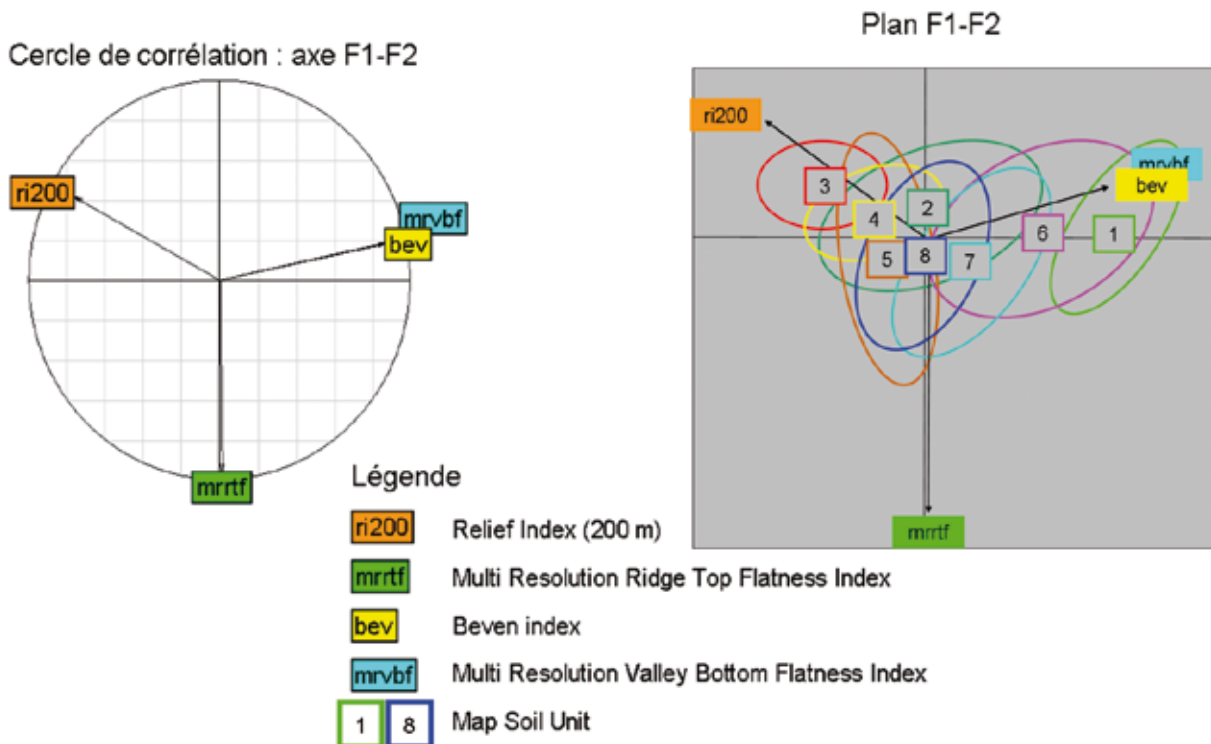 Cercle de corrélation : axe F1-F2
ri200
mrvbf
bev
mrrtf
Plan F1-F2
ri200
mrvbf
bev
3
2
4
6
1
5
8
7
mrrtf
Légende
ri200 Relief Index (200 m)
mrrtf Multi Resolution Ridge Top Flatness Index
bev Beven index
mrvbf Multi Resolution Valley Bottom Flatness Index
1 8 Map Soil Unit